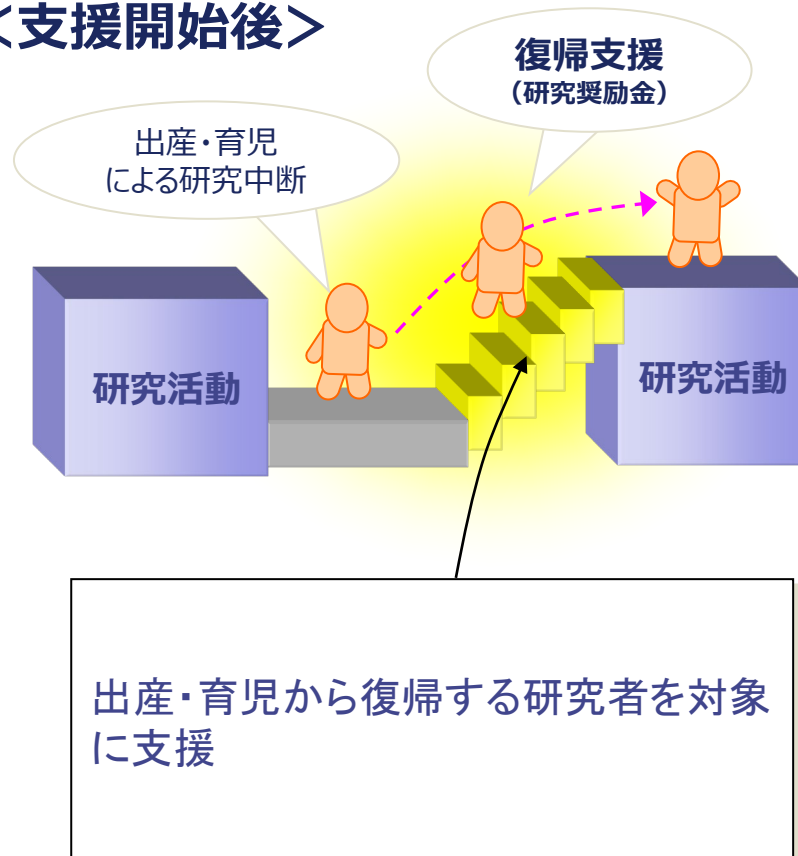 <支援開始後>
復帰支援
(研究奨励金)
出産・育児
による研究中断
研究活動
研究活動
出産・育児から復帰する研究者を対象
に支援